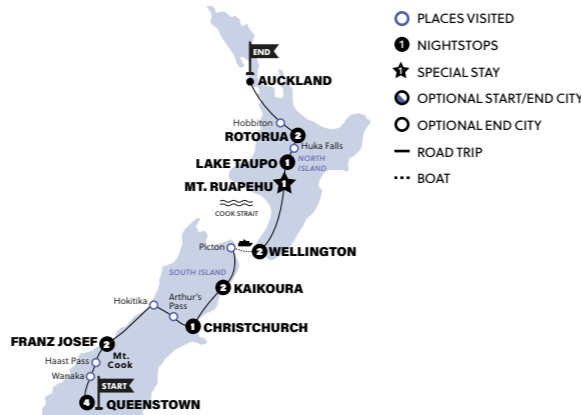 END
AUCKLAND
Hobbiton
ROTORUA 2
Huka Falls
LAKE TAUPO 1
NORTH
ISLAND
MT. RUAPEHU 1
COOK STRAIT
Picton
2 WELLINGTON
SOUTH ISLAND
2 KAIKOURA
Arthur's
Pass
Hokitika
1 CHRISTCHURCH
FRANZ JOSEF 2
Mt.
Cook
Haast Pass
Wanaka
START
4 QUEENSTOWN
PLACES VISITED
1 NIGHTSTOPS
1 SPECIAL STAY
OPTIONAL START/END CITY
OPTIONAL END CITY
ROAD TRIP
BOAT